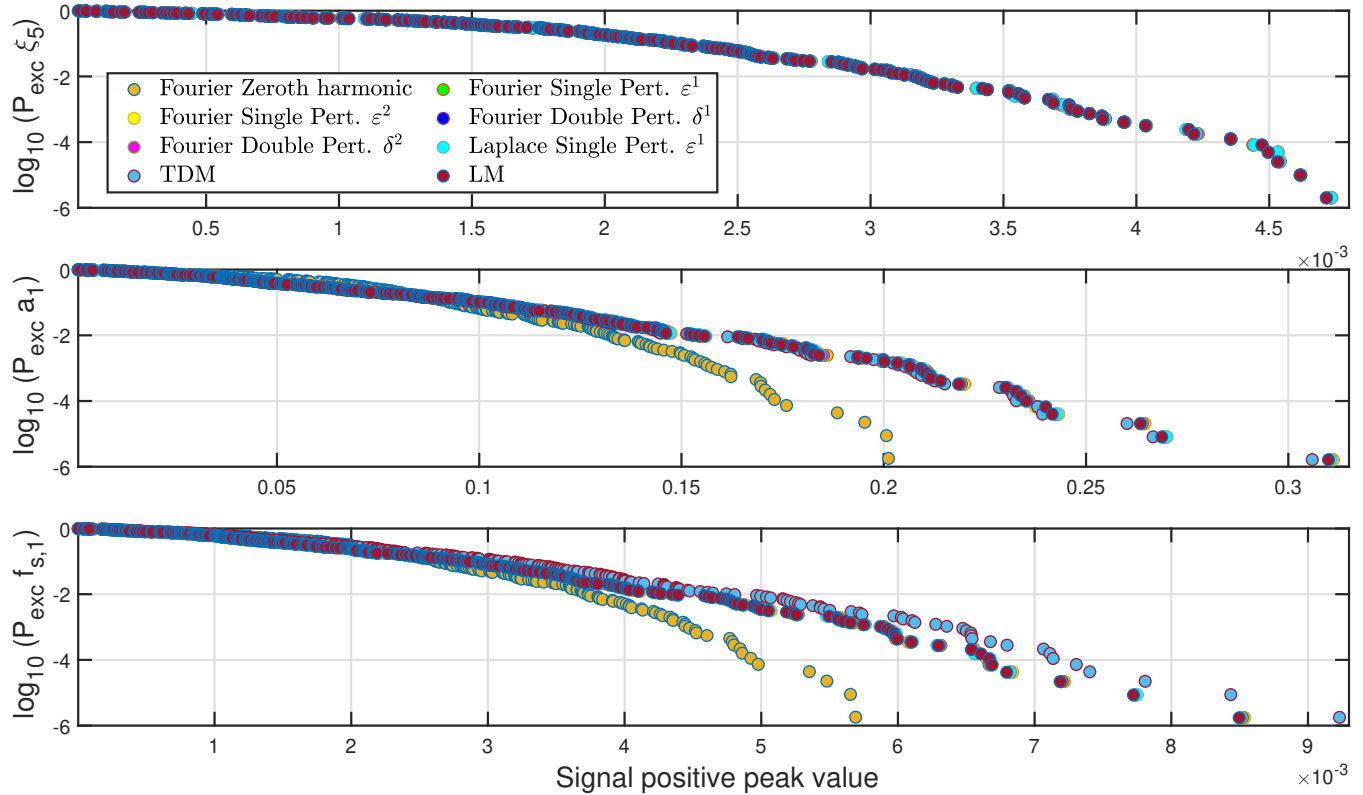 log₁₀ (P_exc ξ₅)
0
-2
-4
-6
Fourier Zeroth harmonic
Fourier Single Pert. ε¹
Fourier Single Pert. ε²
Fourier Double Pert. δ¹
Fourier Double Pert. δ²
Laplace Single Pert. ε¹
TDM
LM
0.5 1 1.5 2 2.5 3 3.5 4 4.5
×10⁻³
log₁₀ (P_exc a₁)
0
-2
-4
-6
0.05 0.1 0.15 0.2 0.25 0.3
log₁₀ (P_exc f_s,1)
0
-2
-4
-6
1 2 3 4 5 6 7 8 9
Signal positive peak value
×10⁻³